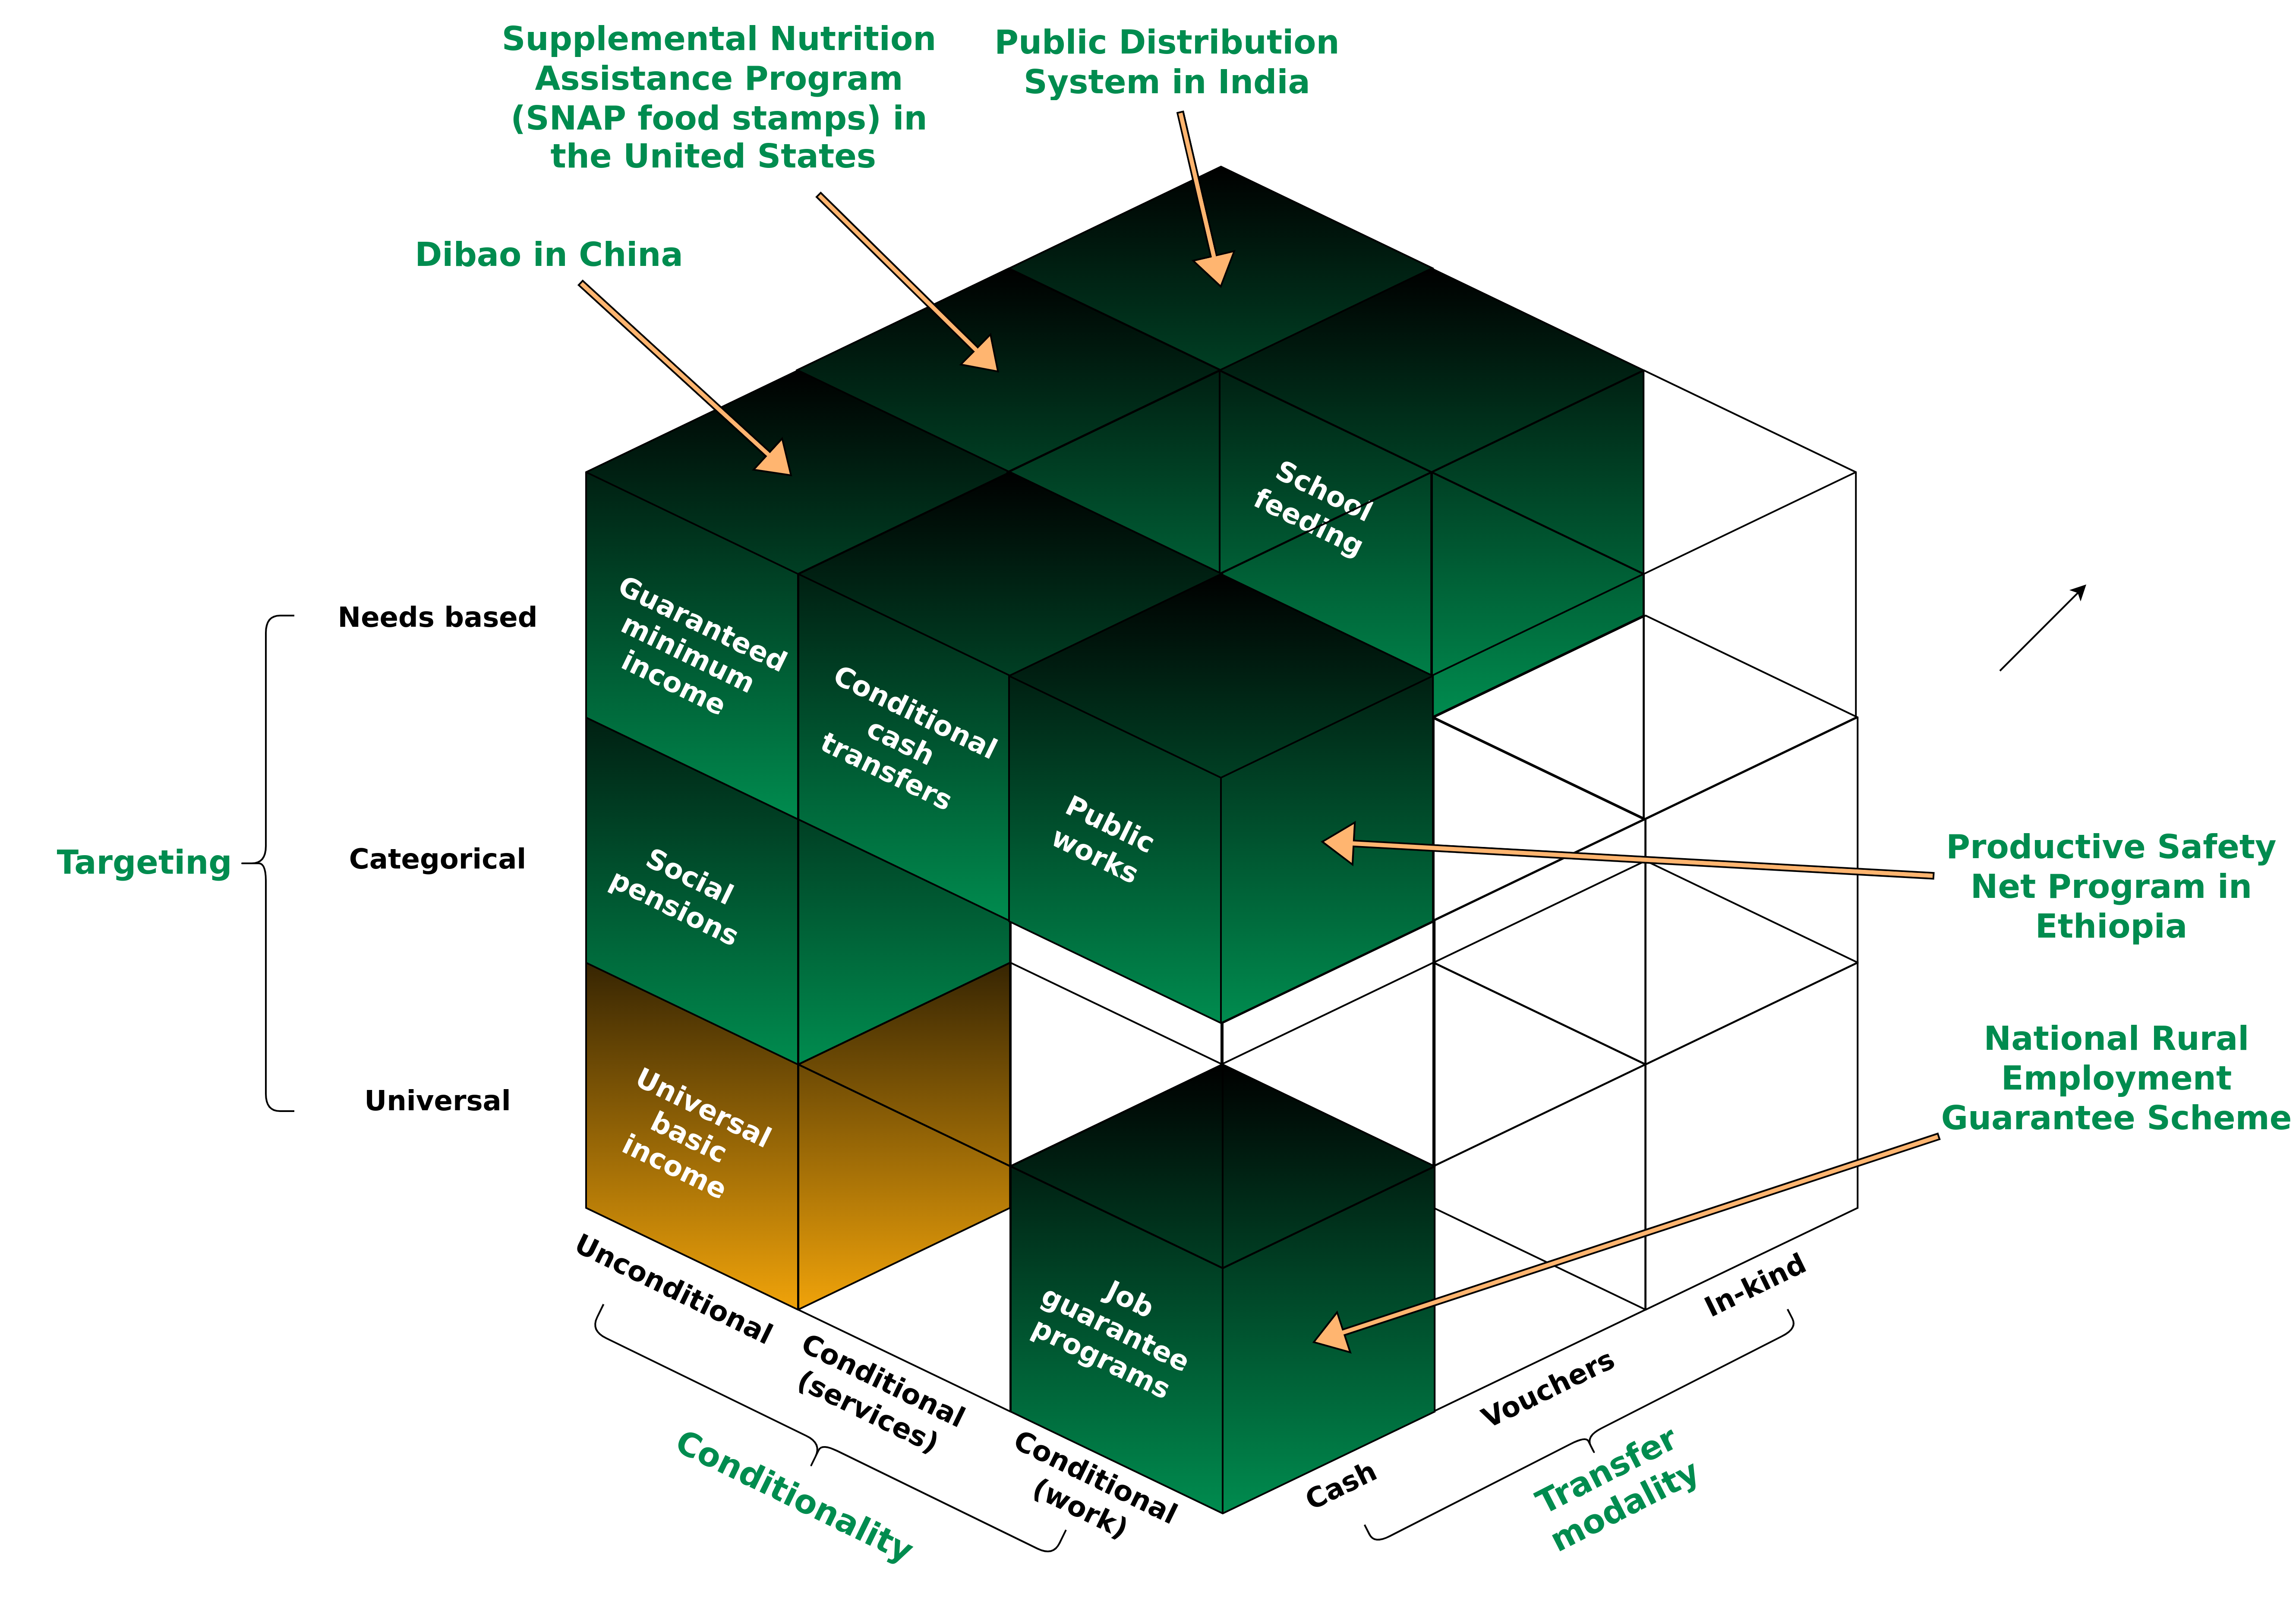 Supplemental Nutrition
Assistance Program
(SNAP food stamps) in
the United States
Public Distribution
System in India
Dibao in China
School
feeding
Guaranteed
minimum
income
Conditional
cash
transfers
Public
works
Needs based
Categorical
Universal
Targeting
Social
pensions
Universal
basic
income
Job
guarantee
programs
Productive Safety
Net Program in
Ethiopia
National Rural
Employment
Guarantee Scheme
Unconditional
Conditional
(services)
Conditional
(work)
Conditionality
Cash
Vouchers
In-kind
Transfer
modality